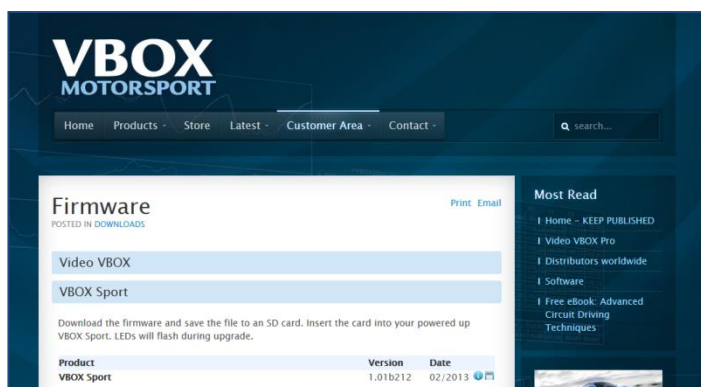 VBOX
MOTORSPORT
Home Products Store Latest Customer Area Contact
search...
Firmware
Print Email
POSTED IN DOWNLOADS
Video VBOX
VBOX Sport
Download the firmware and save the file to an SD card. Insert the card into your powered up
VBOX Sport. LEDs will flash during upgrade.
Product Version Date
VBOX Sport 1.01b212 02/2013
Most Read
Home – KEEP PUBLISHED
Video VBOX Pro
Distributors worldwide
Software
Free eBook: Advanced
Circuit Driving
Techniques